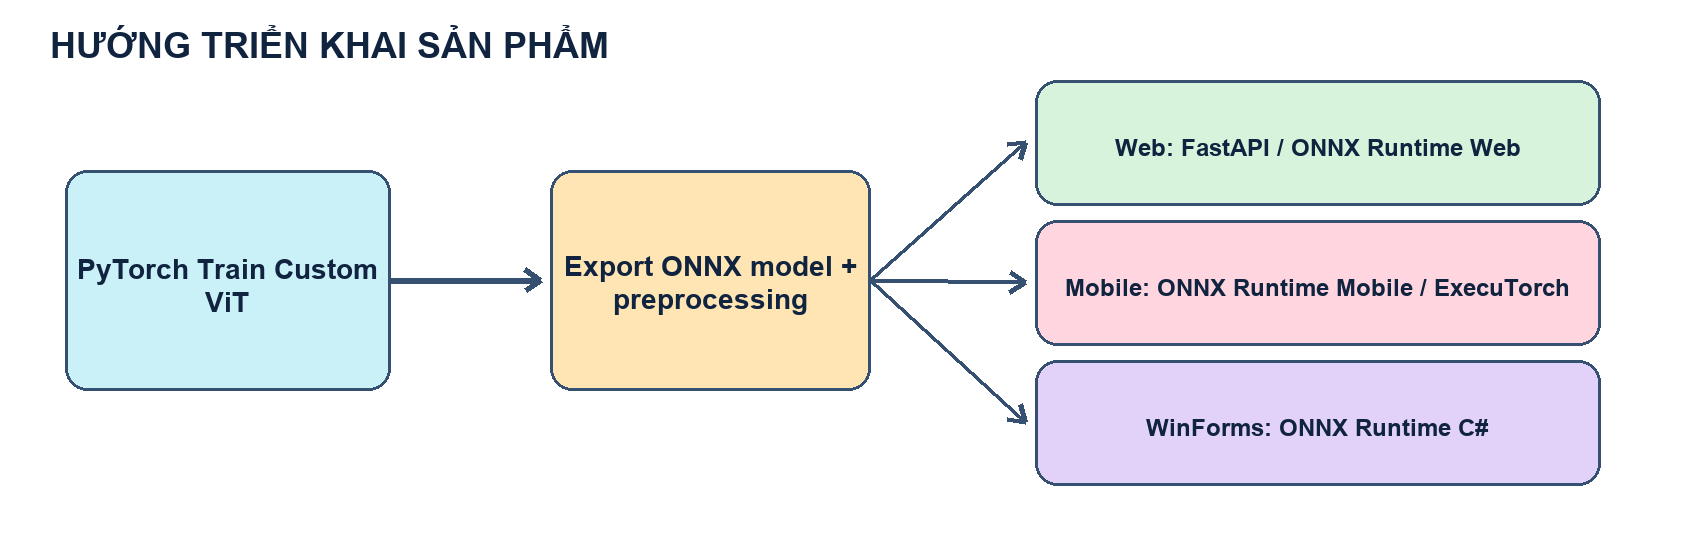 HƯỚNG TRIỂN KHAI SẢN PHẨM
PyTorch Train Custom
ViT
Export ONNX model +
preprocessing
Web: FastAPI / ONNX Runtime Web
Mobile: ONNX Runtime Mobile / ExecuTorch
WinForms: ONNX Runtime C#